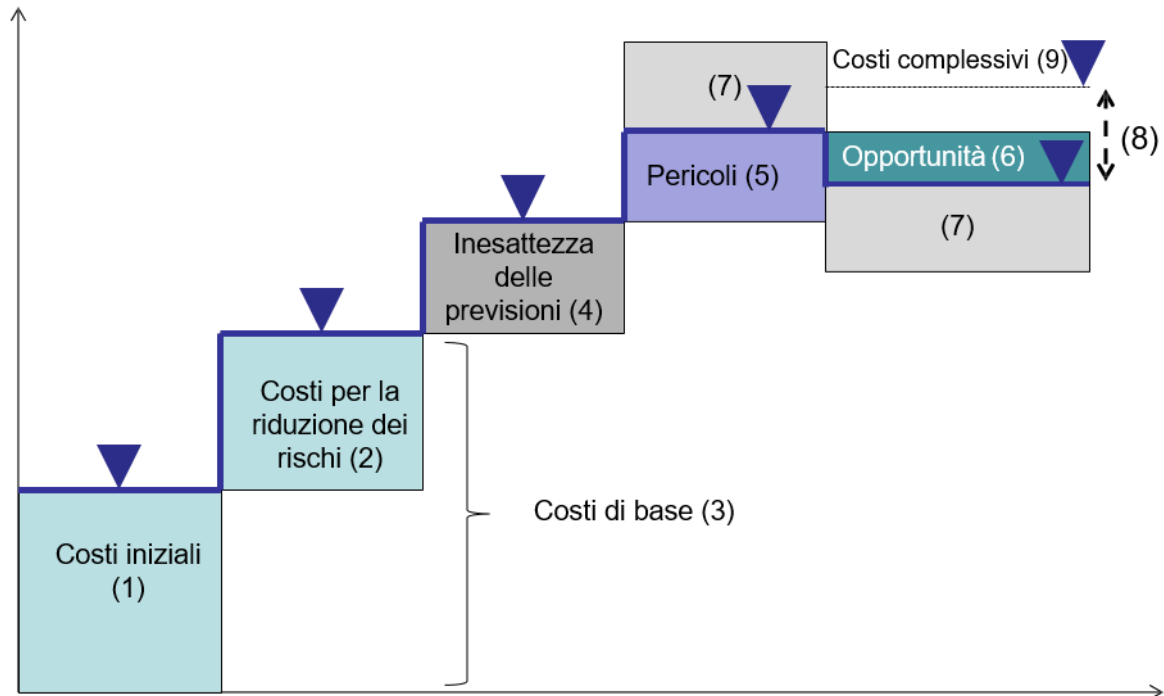 Costi complessivi (9)
(7)
(8)
Opportunità (6)
Pericoli (5)
(7)
Inesattezza
delle
previsioni (4)
Costi per la
riduzione dei
rischi (2)
Costi di base (3)
Costi iniziali
(1)